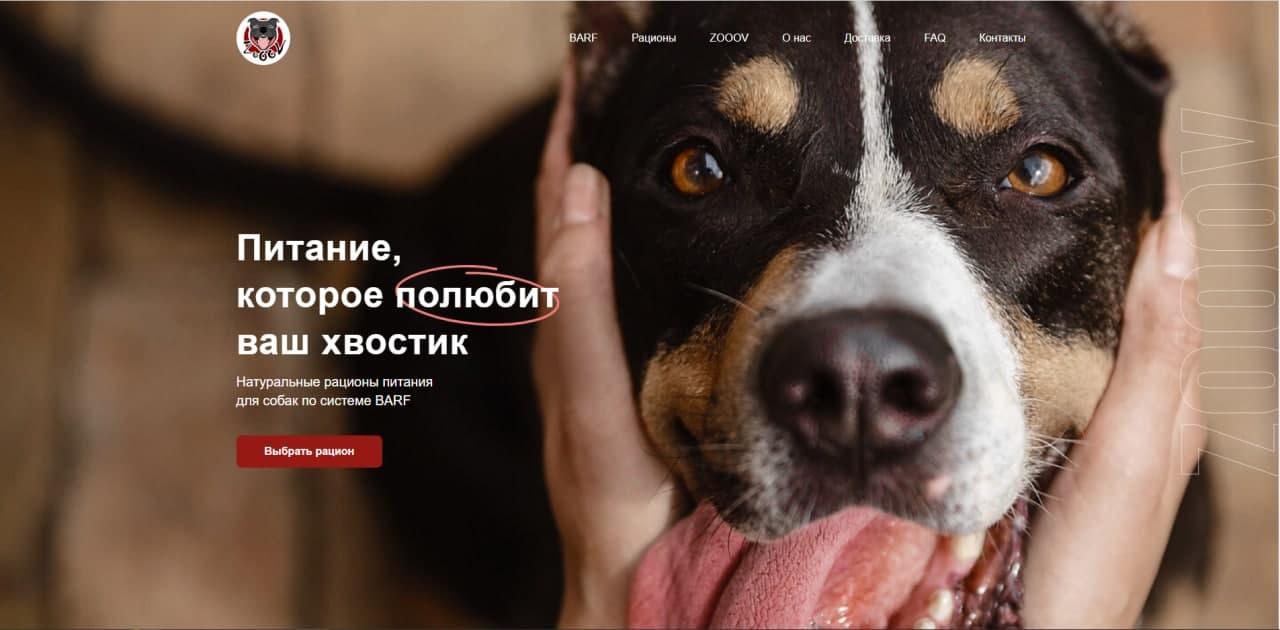 ZOOOV
BARF Рационы ZOOOV О нас Доставка FAQ Контакты
Питание,
которое полюбит
ваш хвостик
Натуральные рационы питания
для собак по системе BARF
Выбрать рацион
ZOOOV